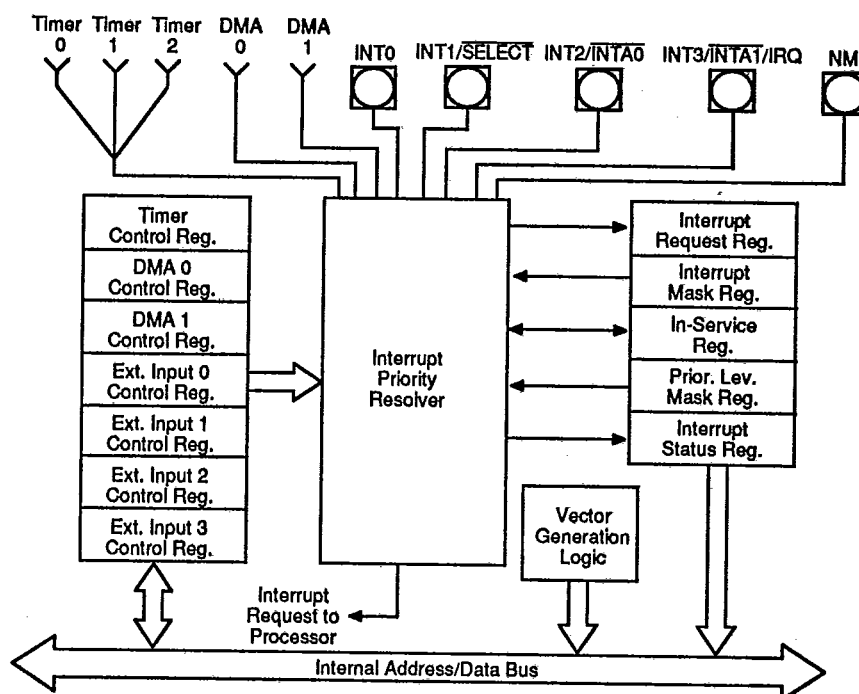 Timer 0
Timer 1
Timer 2
DMA 0
DMA 1
INT0
INT1/SELECT
INT2/INTA0
INT3/INTA1/IRQ
NM
Timer
Control Reg.
DMA 0
Control Reg.
DMA 1
Control Reg.
Ext. Input 0
Control Reg.
Ext. Input 1
Control Reg.
Ext. Input 2
Control Reg.
Ext. Input 3
Control Reg.
Interrupt
Priority
Resolver
Interrupt
Request Reg.
Interrupt
Mask Reg.
In-Service
Reg.
Prior. Lev.
Mask Reg.
Interrupt
Status Reg.
Vector
Generation
Logic
Interrupt
Request to
Processor
Internal Address/Data Bus